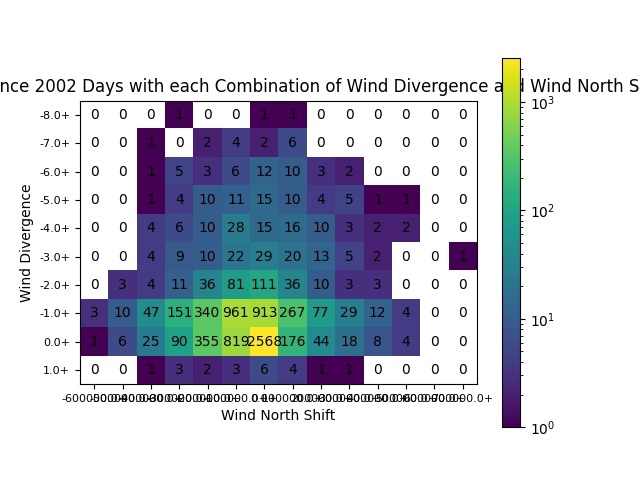 nce 2002 Days with each Combination of Wind Divergence and Wind North S
Wind Divergence
-8.0+ 0 0 0 1 0 0 1 1 0 0 0 0 0 0
-7.0+ 0 0 1 0 2 4 2 6 0 0 0 0 0 0
-6.0+ 0 0 1 5 3 6 12 10 3 2 0 0 0 0
-5.0+ 0 0 1 4 10 11 15 10 4 5 1 1 0 0
-4.0+ 0 0 4 6 10 28 15 16 10 3 2 2 0 0
-3.0+ 0 0 4 9 10 22 29 20 13 5 2 0 0 1
-2.0+ 0 3 4 11 36 81 111 36 10 3 3 0 0 0
-1.0+ 3 10 47 151 340 961 913 267 77 29 12 4 0 0
0.0+ 1 6 25 90 355 819 2568 176 44 18 8 4 0 0
1.0+ 0 0 1 3 2 3 6 4 1 1 0 0 0 0
Wind North Shift
10³
10²
10¹
10⁰